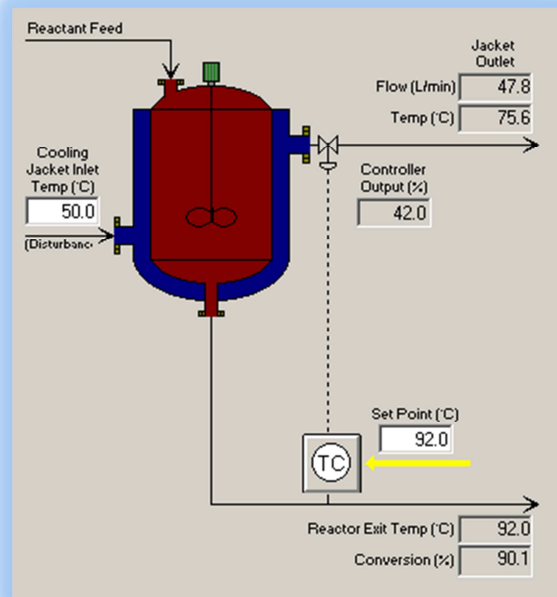 Reactant Feed
Jacket
Outlet
Flow (L/min) 47.8
Temp (°C) 75.6
Cooling
Jacket Inlet
Temp (°C)
50.0
(Disturbanc
Controller
Output (%)
42.0
Set Point (°C)
92.0
TC
Reactor Exit Temp (°C) 92.0
Conversion (%) 90.1